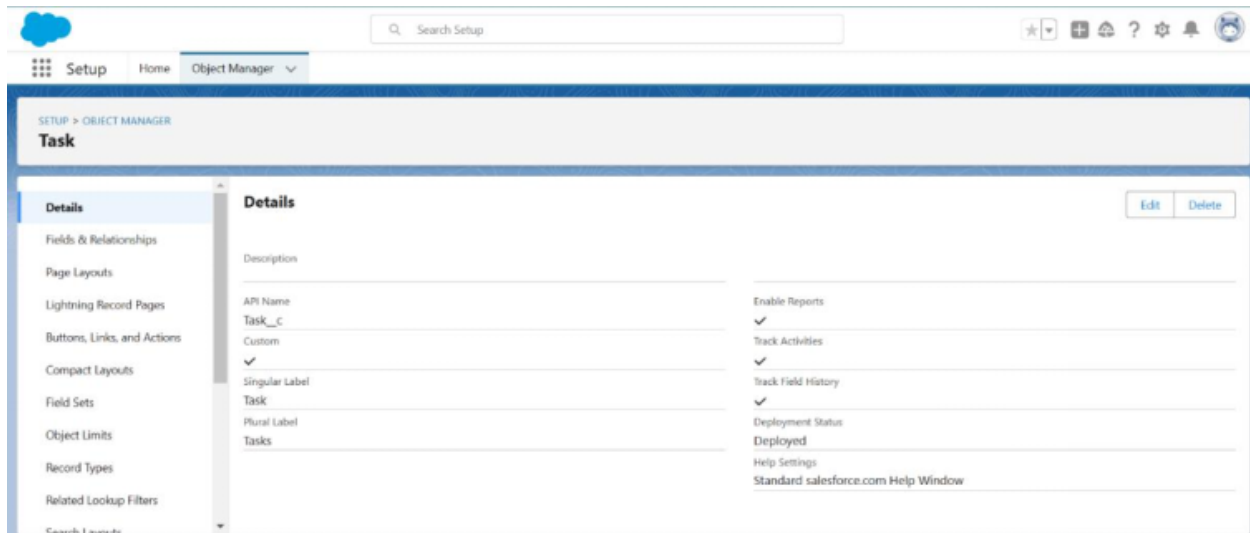 Search Setup
Setup Home Object Manager
SETUP > OBJECT MANAGER
Task
Details
Fields & Relationships
Page Layouts
Lightning Record Pages
Buttons, Links, and Actions
Compact Layouts
Field Sets
Object Limits
Record Types
Related Lookup Filters
Search Layouts
Details
Edit Delete
Description
API Name
Task__c
Custom
Singular Label
Task
Plural Label
Tasks
Enable Reports
Track Activities
Track Field History
Deployment Status
Deployed
Help Settings
Standard salesforce.com Help Window